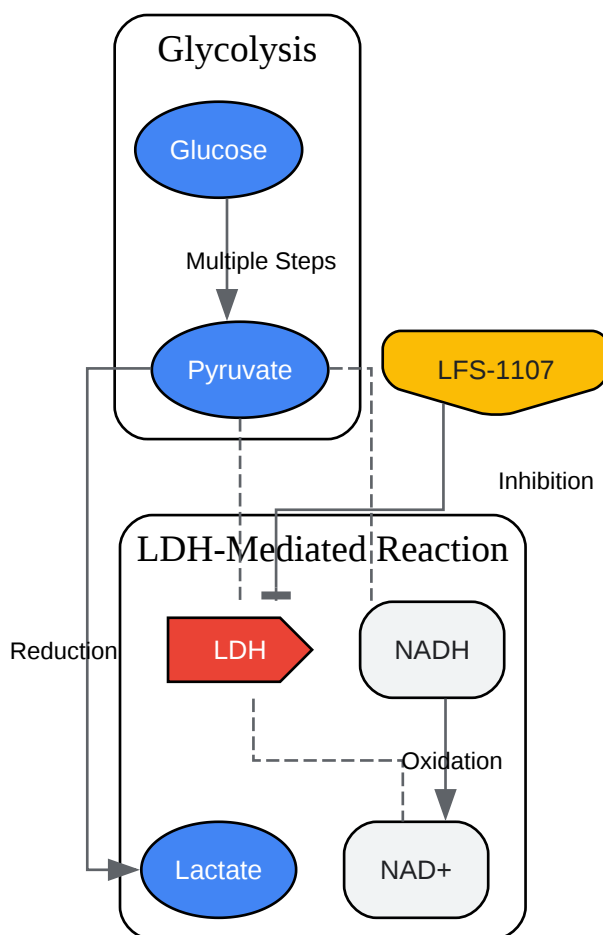 Glycolysis
Glucose
Multiple Steps
Pyruvate
LFS-1107
Inhibition
LDH-Mediated Reaction
Reduction
LDH
NADH
Oxidation
Lactate
NAD+